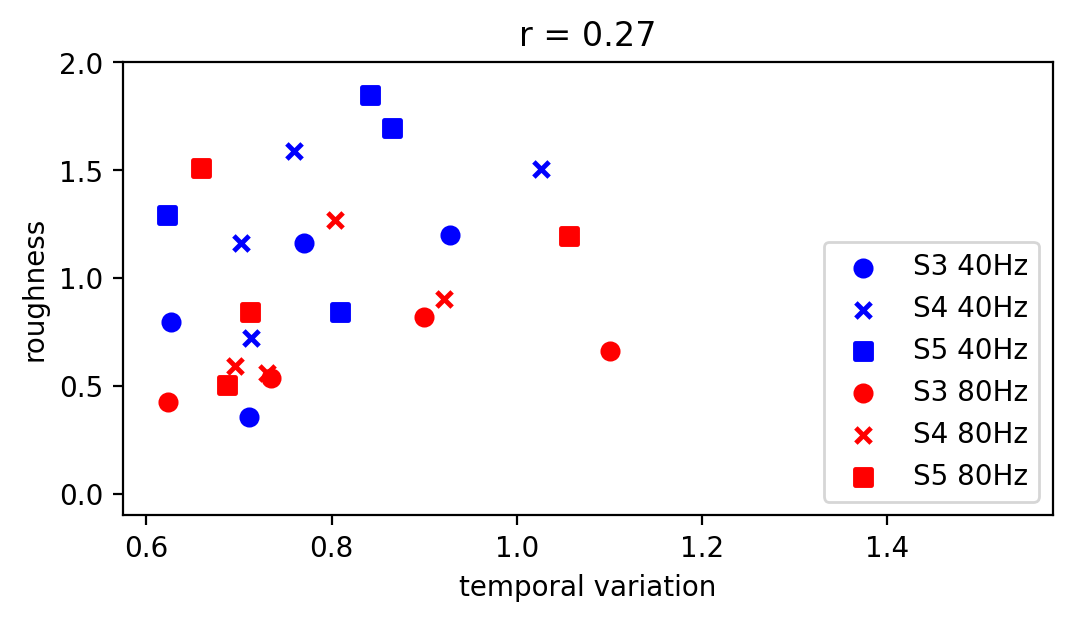 r = 0.27
2.0
1.5
1.0
0.5
0.0
roughness
0.6 0.8 1.0 1.2 1.4
temporal variation
S3 40Hz
S4 40Hz
S5 40Hz
S3 80Hz
S4 80Hz
S5 80Hz